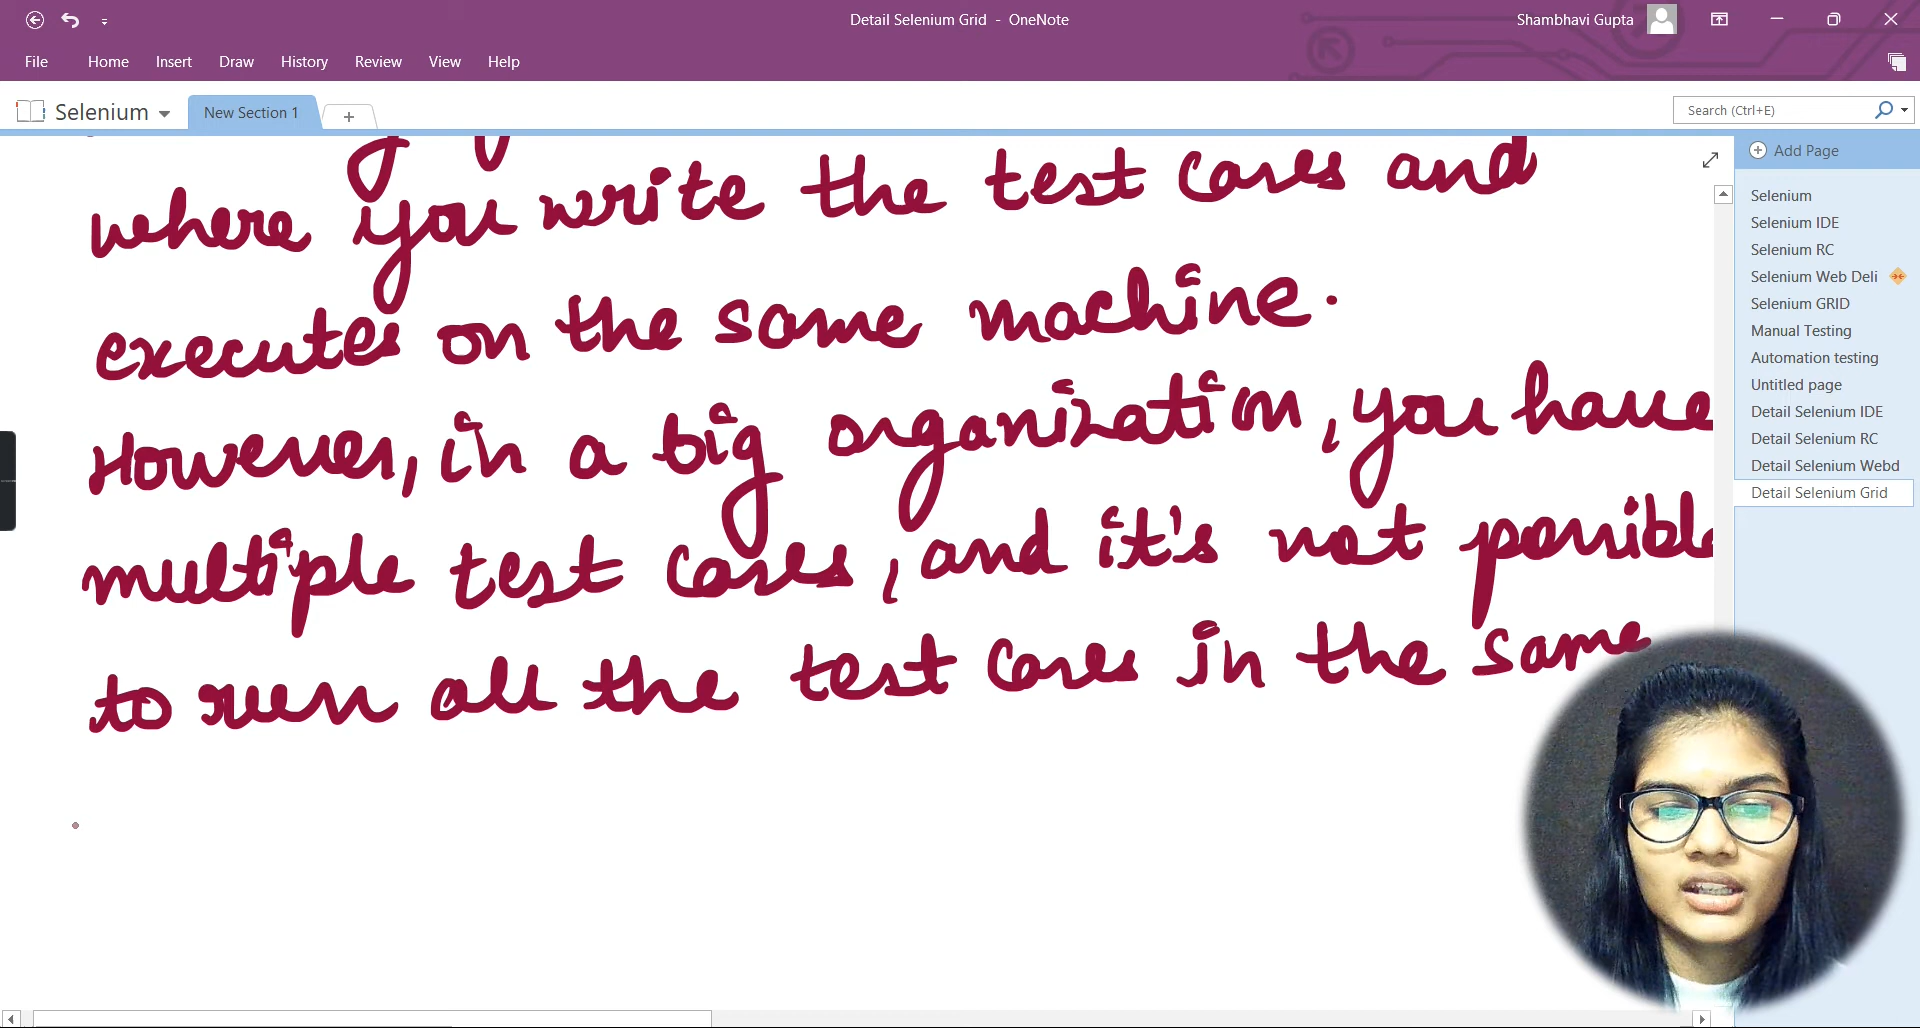 Detail Selenium Grid - OneNote
Shambhavi Gupta
File Home Insert Draw History Review View Help
Selenium
New Section 1
+
Search (Ctrl+E)
Add Page
Selenium
Selenium IDE
Selenium RC
Selenium Web Deli
Selenium GRID
Manual Testing
Automation testing
Untitled page
Detail Selenium IDE
Detail Selenium RC
Detail Selenium Webd
Detail Selenium Grid
where you write the test cases and
executes on the same machine.
However, in a big organization, you have
multiple test cases, and it's not possible
to run all the test cases in the same